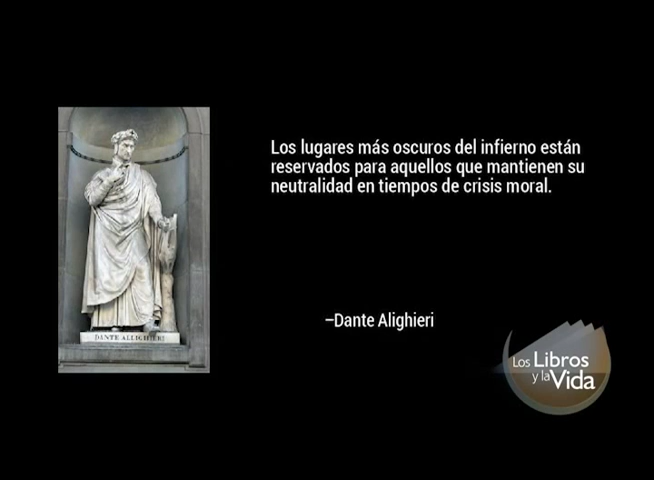 Los lugares más oscuros del infierno están
reservados para aquellos que mantienen su
neutralidad en tiempos de crisis moral.
–Dante Alighieri
DANTE ALLIGHIERI
Los Libros
y la Vida